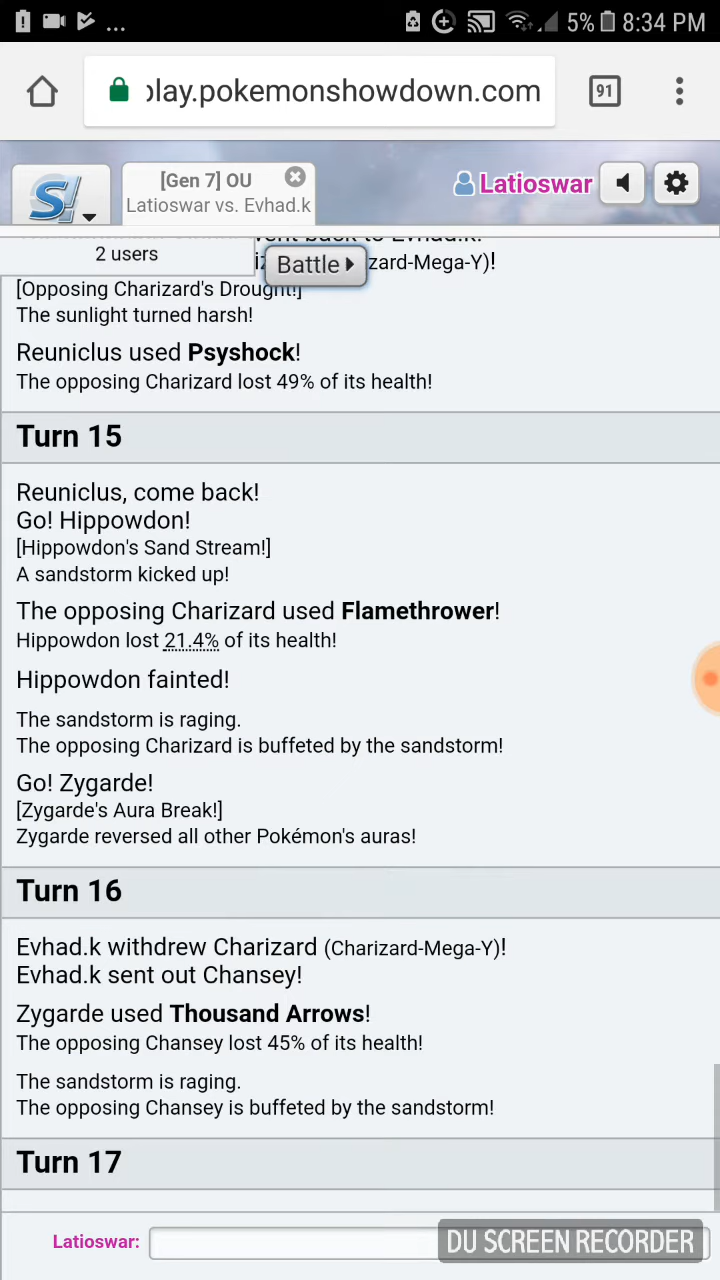 5% 8:34 PM
play.pokemonshowdown.com
91
[Gen 7] OU
Latioswar vs. Evhad.k
Latioswar
2 users
Battle
zard-Mega-Y)!
[Opposing Charizard's Drought!]
The sunlight turned harsh!
Reuniclus used Psyshock!
The opposing Charizard lost 49% of its health!
Turn 15
Reuniclus, come back!
Go! Hippowdon!
[Hippowdon's Sand Stream!]
A sandstorm kicked up!
The opposing Charizard used Flamethrower!
Hippowdon lost 21.4% of its health!
Hippowdon fainted!
The sandstorm is raging.
The opposing Charizard is buffeted by the sandstorm!
Go! Zygarde!
[Zygarde's Aura Break!]
Zygarde reversed all other Pokémon's auras!
Turn 16
Evhad.k withdrew Charizard (Charizard-Mega-Y)!
Evhad.k sent out Chansey!
Zygarde used Thousand Arrows!
The opposing Chansey lost 45% of its health!
The sandstorm is raging.
The opposing Chansey is buffeted by the sandstorm!
Turn 17
Latioswar:
DU SCREEN RECORDER